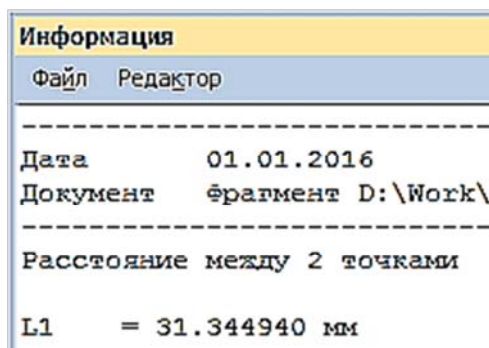 Информация
Файл Редактор
------------------------------
Дата 01.01.2016
Документ Фрагмент D:\Work\
------------------------------
Расстояние между 2 точками
L1 = 31.344940 мм